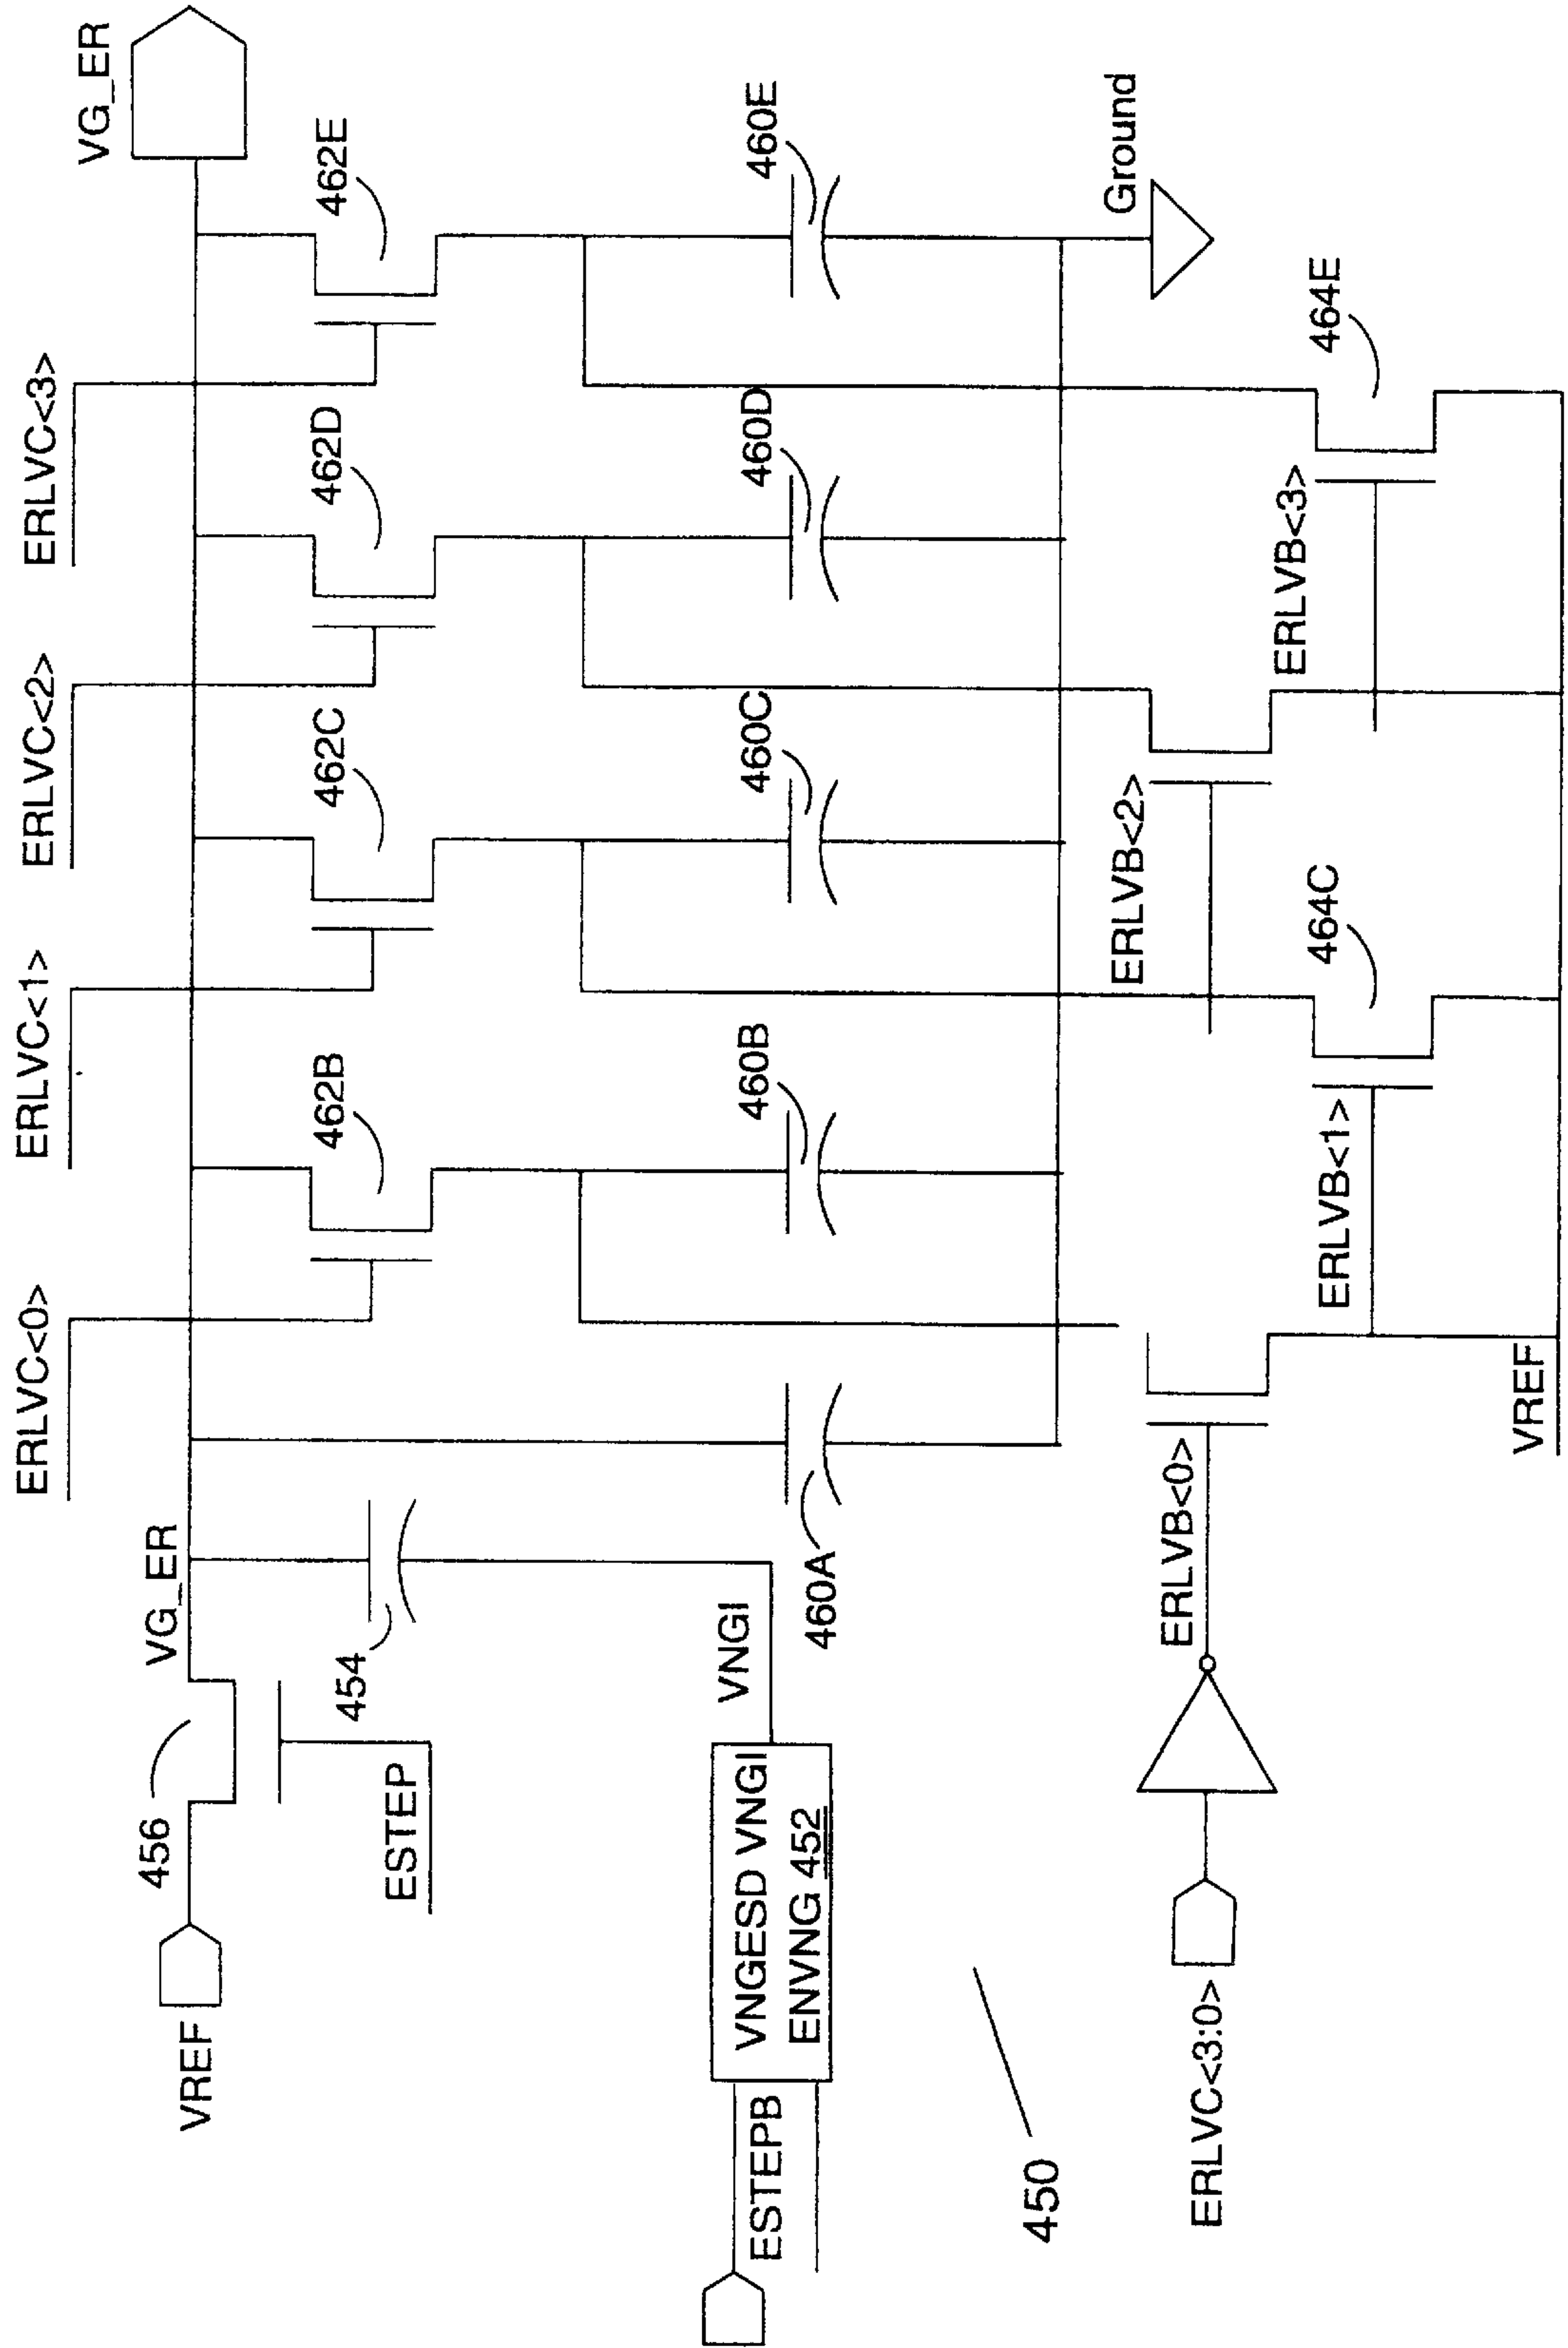 VG_ER
ERLVC<0>
ERLVC<1>
ERLVC<2>
ERLVC<3>
VREF
456
VG_ER
462B
462C
462D
462E
ESTEP
454
ESTEPB
VNGESD VNGI
ENVNG 452
VNGI
460A
460B
460C
460D
460E
450
ERLVB<2>
Ground
ERLVC<3:0>
ERLVB<0>
ERLVB<1>
464C
ERLVB<3>
464E
VREF